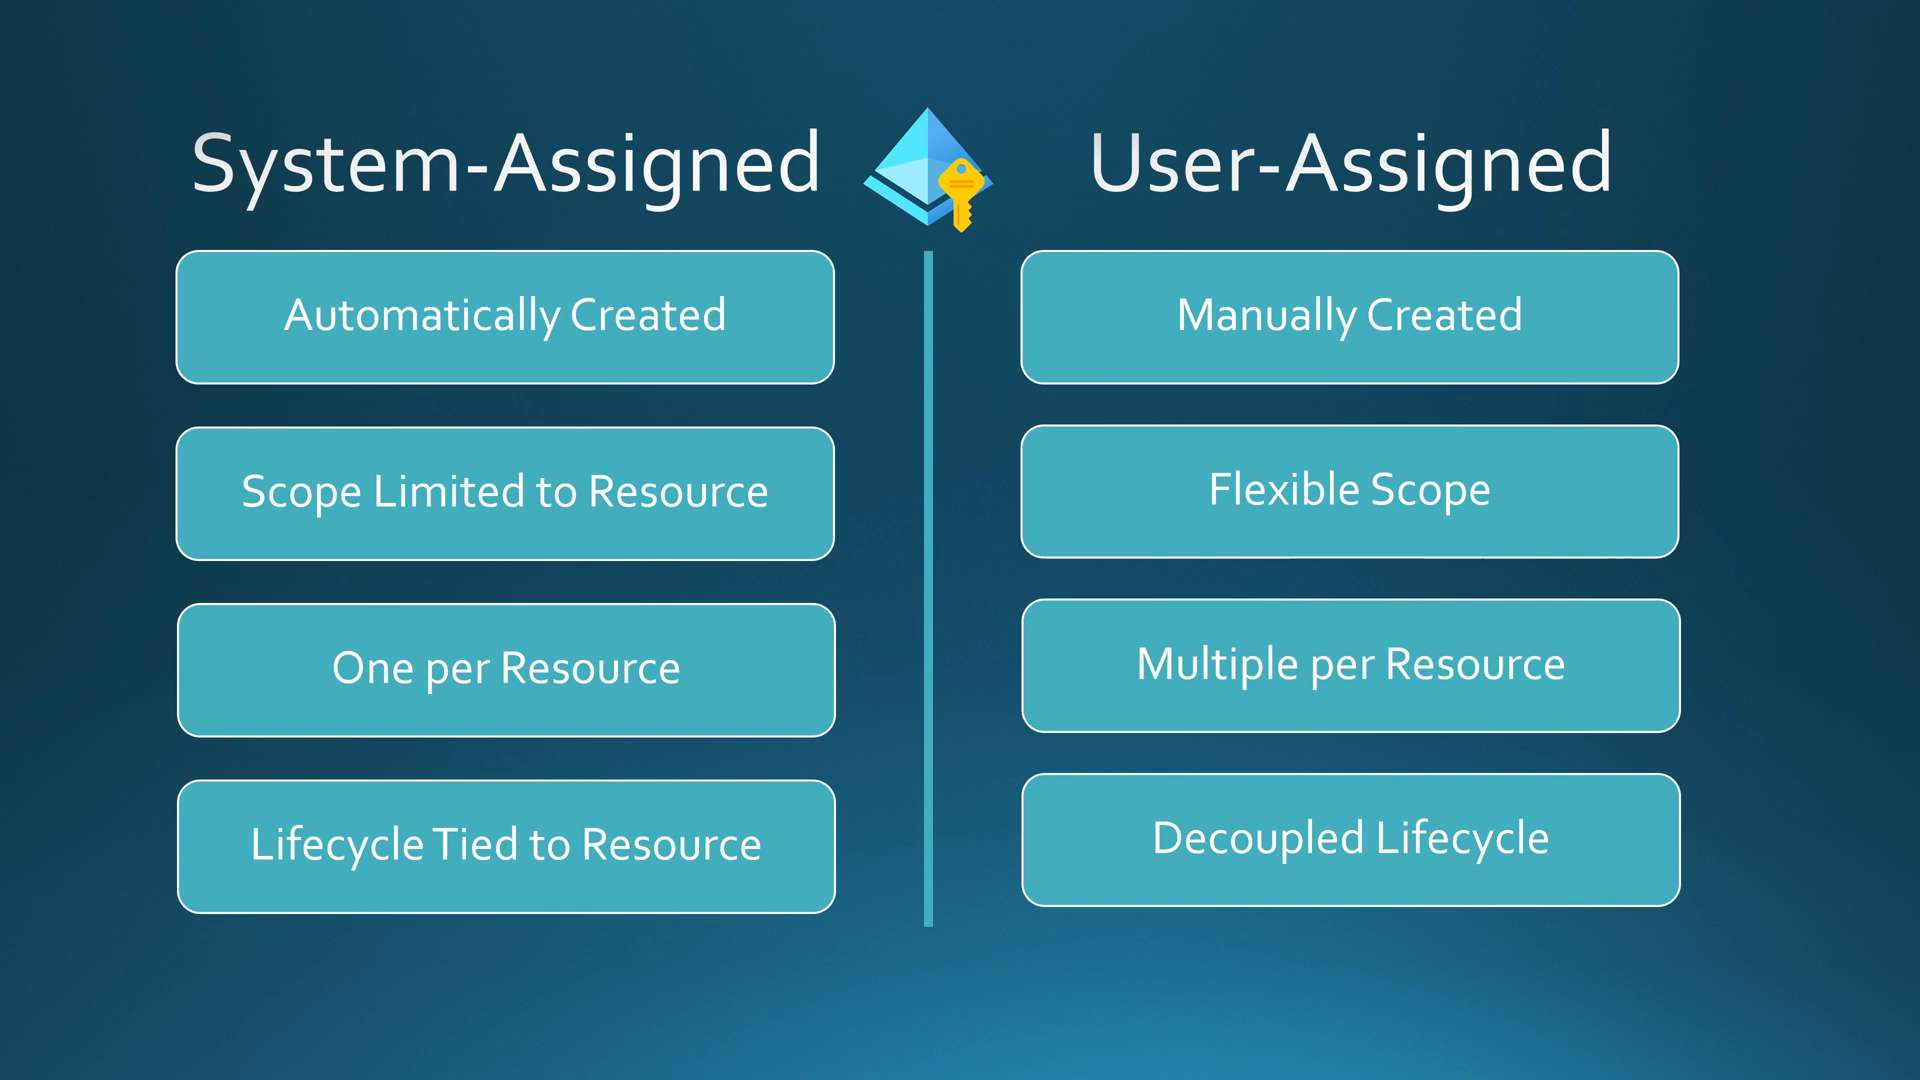 System-Assigned
User-Assigned
Automatically Created
Manually Created
Scope Limited to Resource
Flexible Scope
One per Resource
Multiple per Resource
Lifecycle Tied to Resource
Decoupled Lifecycle